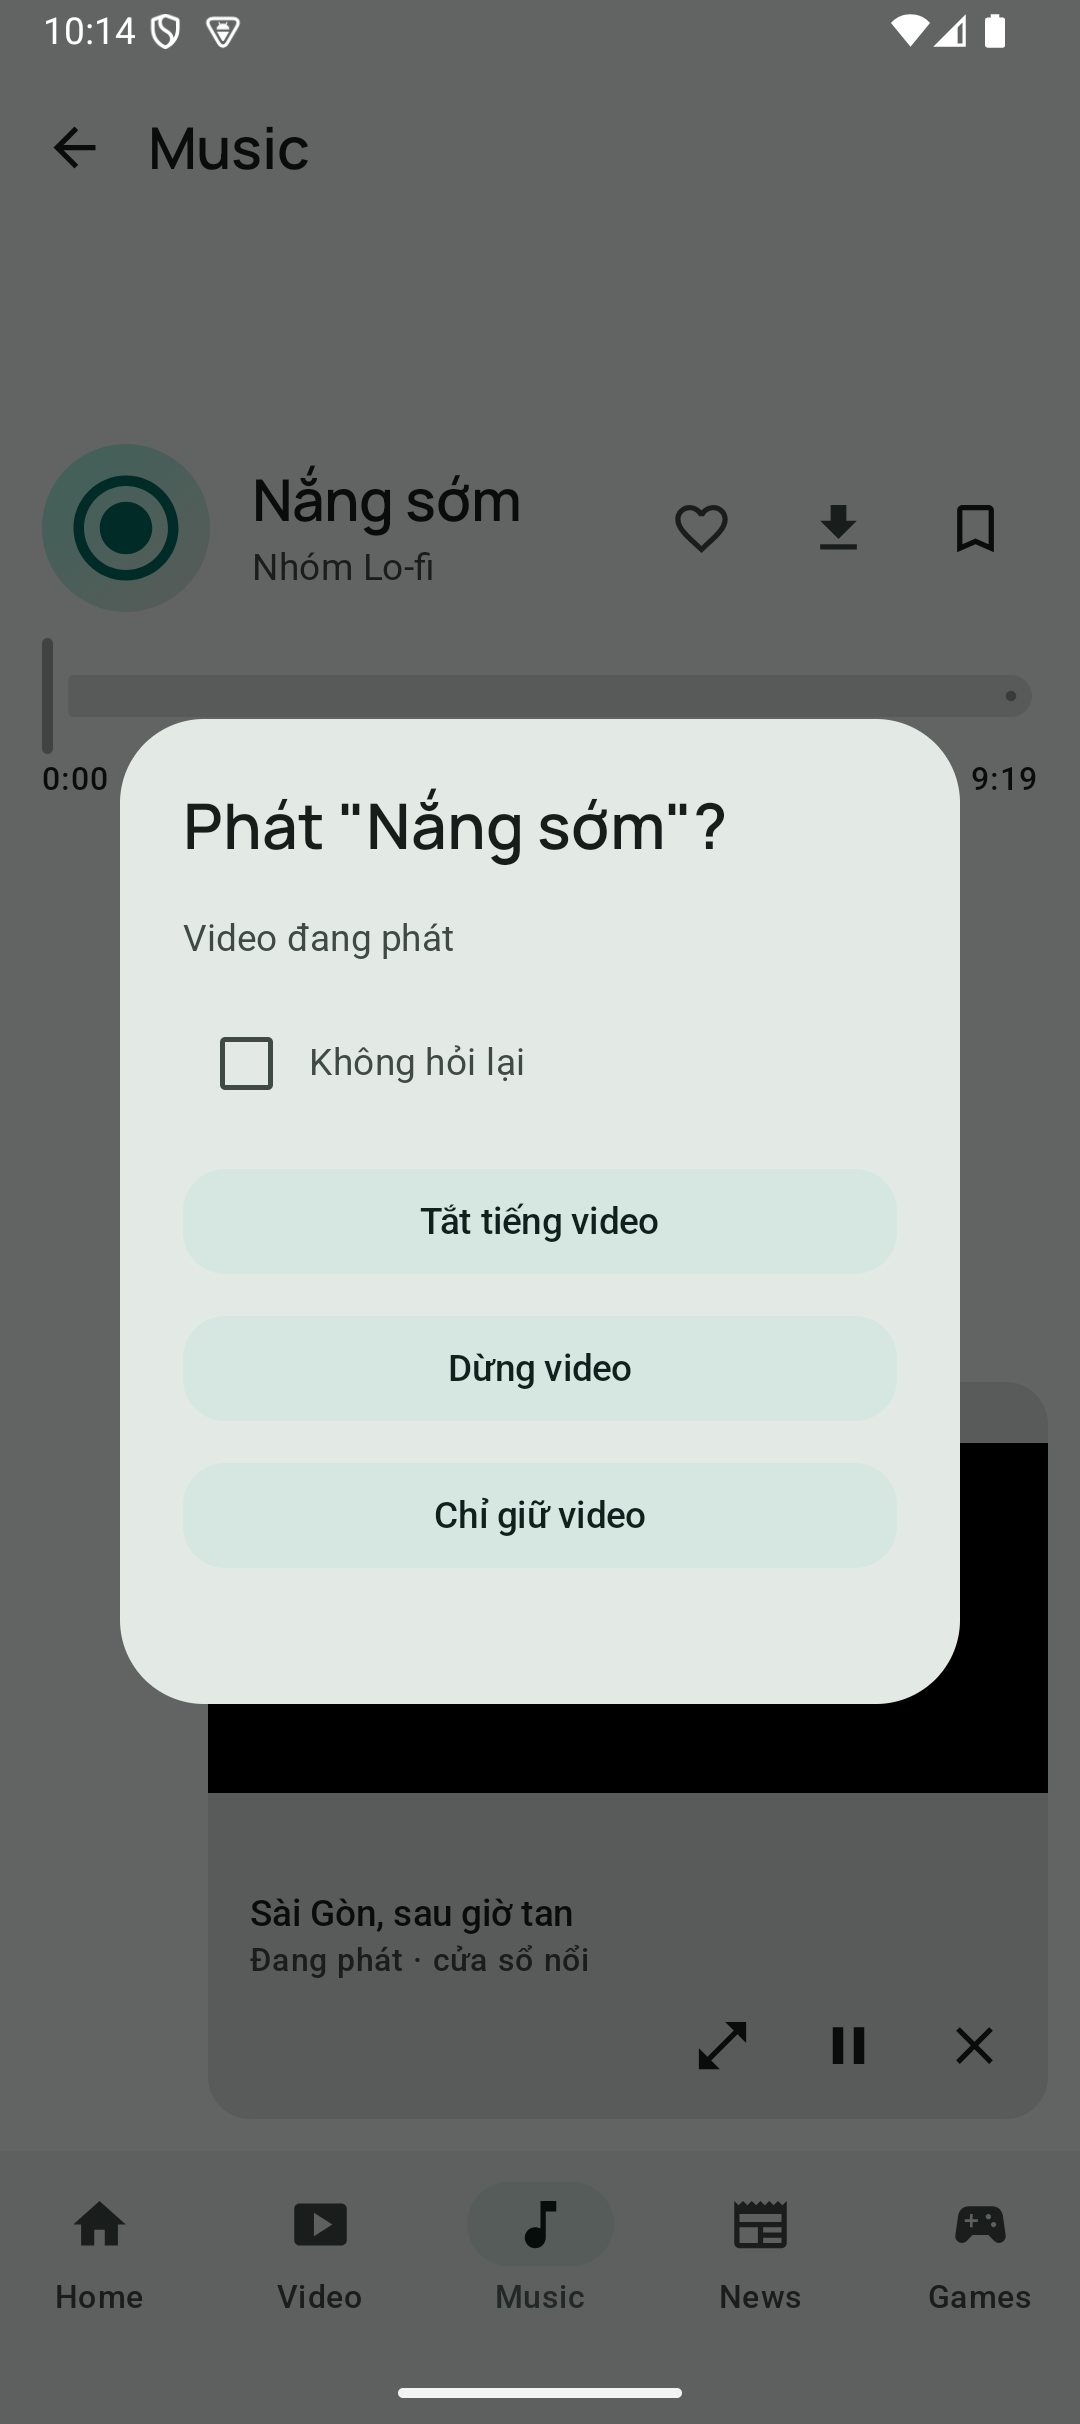 10:14
Music
Nắng sớm
Nhóm Lo-fi
0:00
9:19
Phát "Nắng sớm"?
Video đang phát
Không hỏi lại
Tắt tiếng video
Dừng video
Chỉ giữ video
Sài Gòn, sau giờ tan
Đang phát · cửa sổ nổi
Home
Video
Music
News
Games